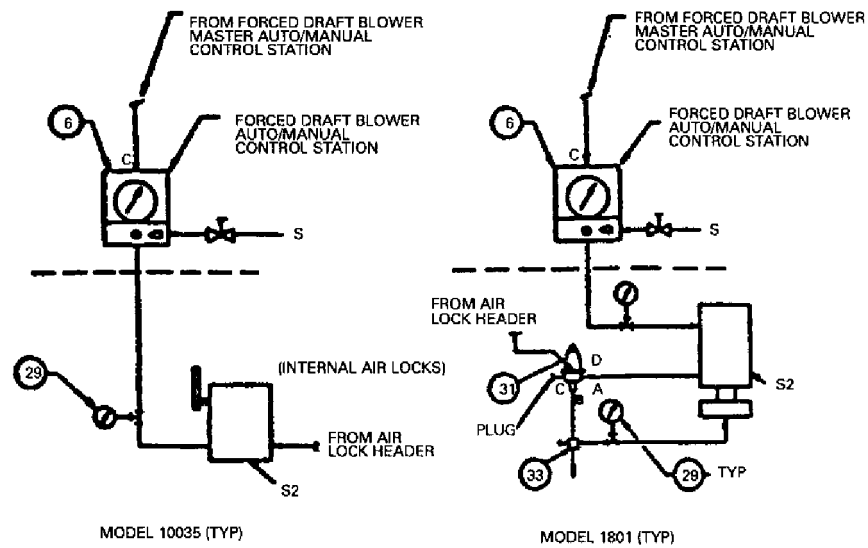 FROM FORCED DRAFT BLOWER
MASTER AUTO/MANUAL
CONTROL STATION
6
FORCED DRAFT BLOWER
AUTO/MANUAL
CONTROL STATION
C
S
29
(INTERNAL AIR LOCKS)
FROM AIR
LOCK HEADER
S2
MODEL 10035 (TYP)
FROM FORCED DRAFT BLOWER
MASTER AUTO/MANUAL
CONTROL STATION
6
FORCED DRAFT BLOWER
AUTO/MANUAL
CONTROL STATION
C
S
FROM AIR
LOCK HEADER
D
31
C
A
B
S2
PLUG
33
29
TYP
MODEL 1801 (TYP)